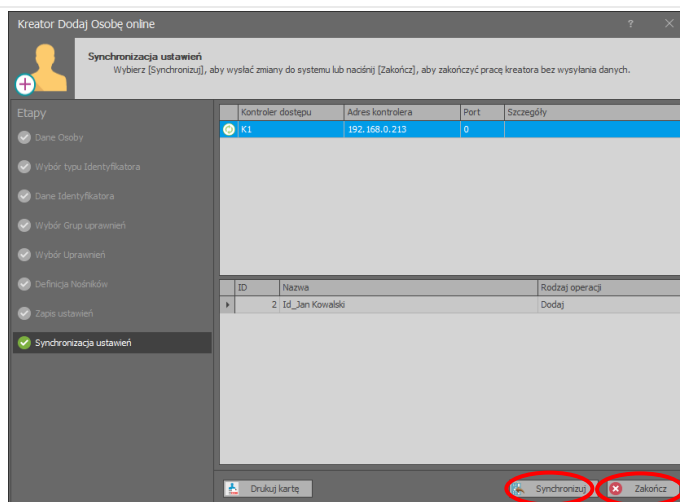 Kreator Dodaj Osobę online
Synchronizacja ustawień
Wybierz [Synchronizuj], aby wysłać zmiany do systemu lub naciśnij [Zakończ], aby zakończyć pracę kreatora bez wysyłania danych.
Etapy
Dane Osoby
Wybór typu Identyfikatora
Dane Identyfikatora
Wybór Grup uprawnień
Wybór Uprawnień
Definicja Nośników
Zapis ustawień
Synchronizacja ustawień
Kontroler dostępu Adres kontrolera Port Szczegóły
K1 192.168.0.213 0
ID Nazwa Rodzaj operacji
2 Id_Jan Kowalski Dodaj
Drukuj kartę Synchronizuj Zakończ